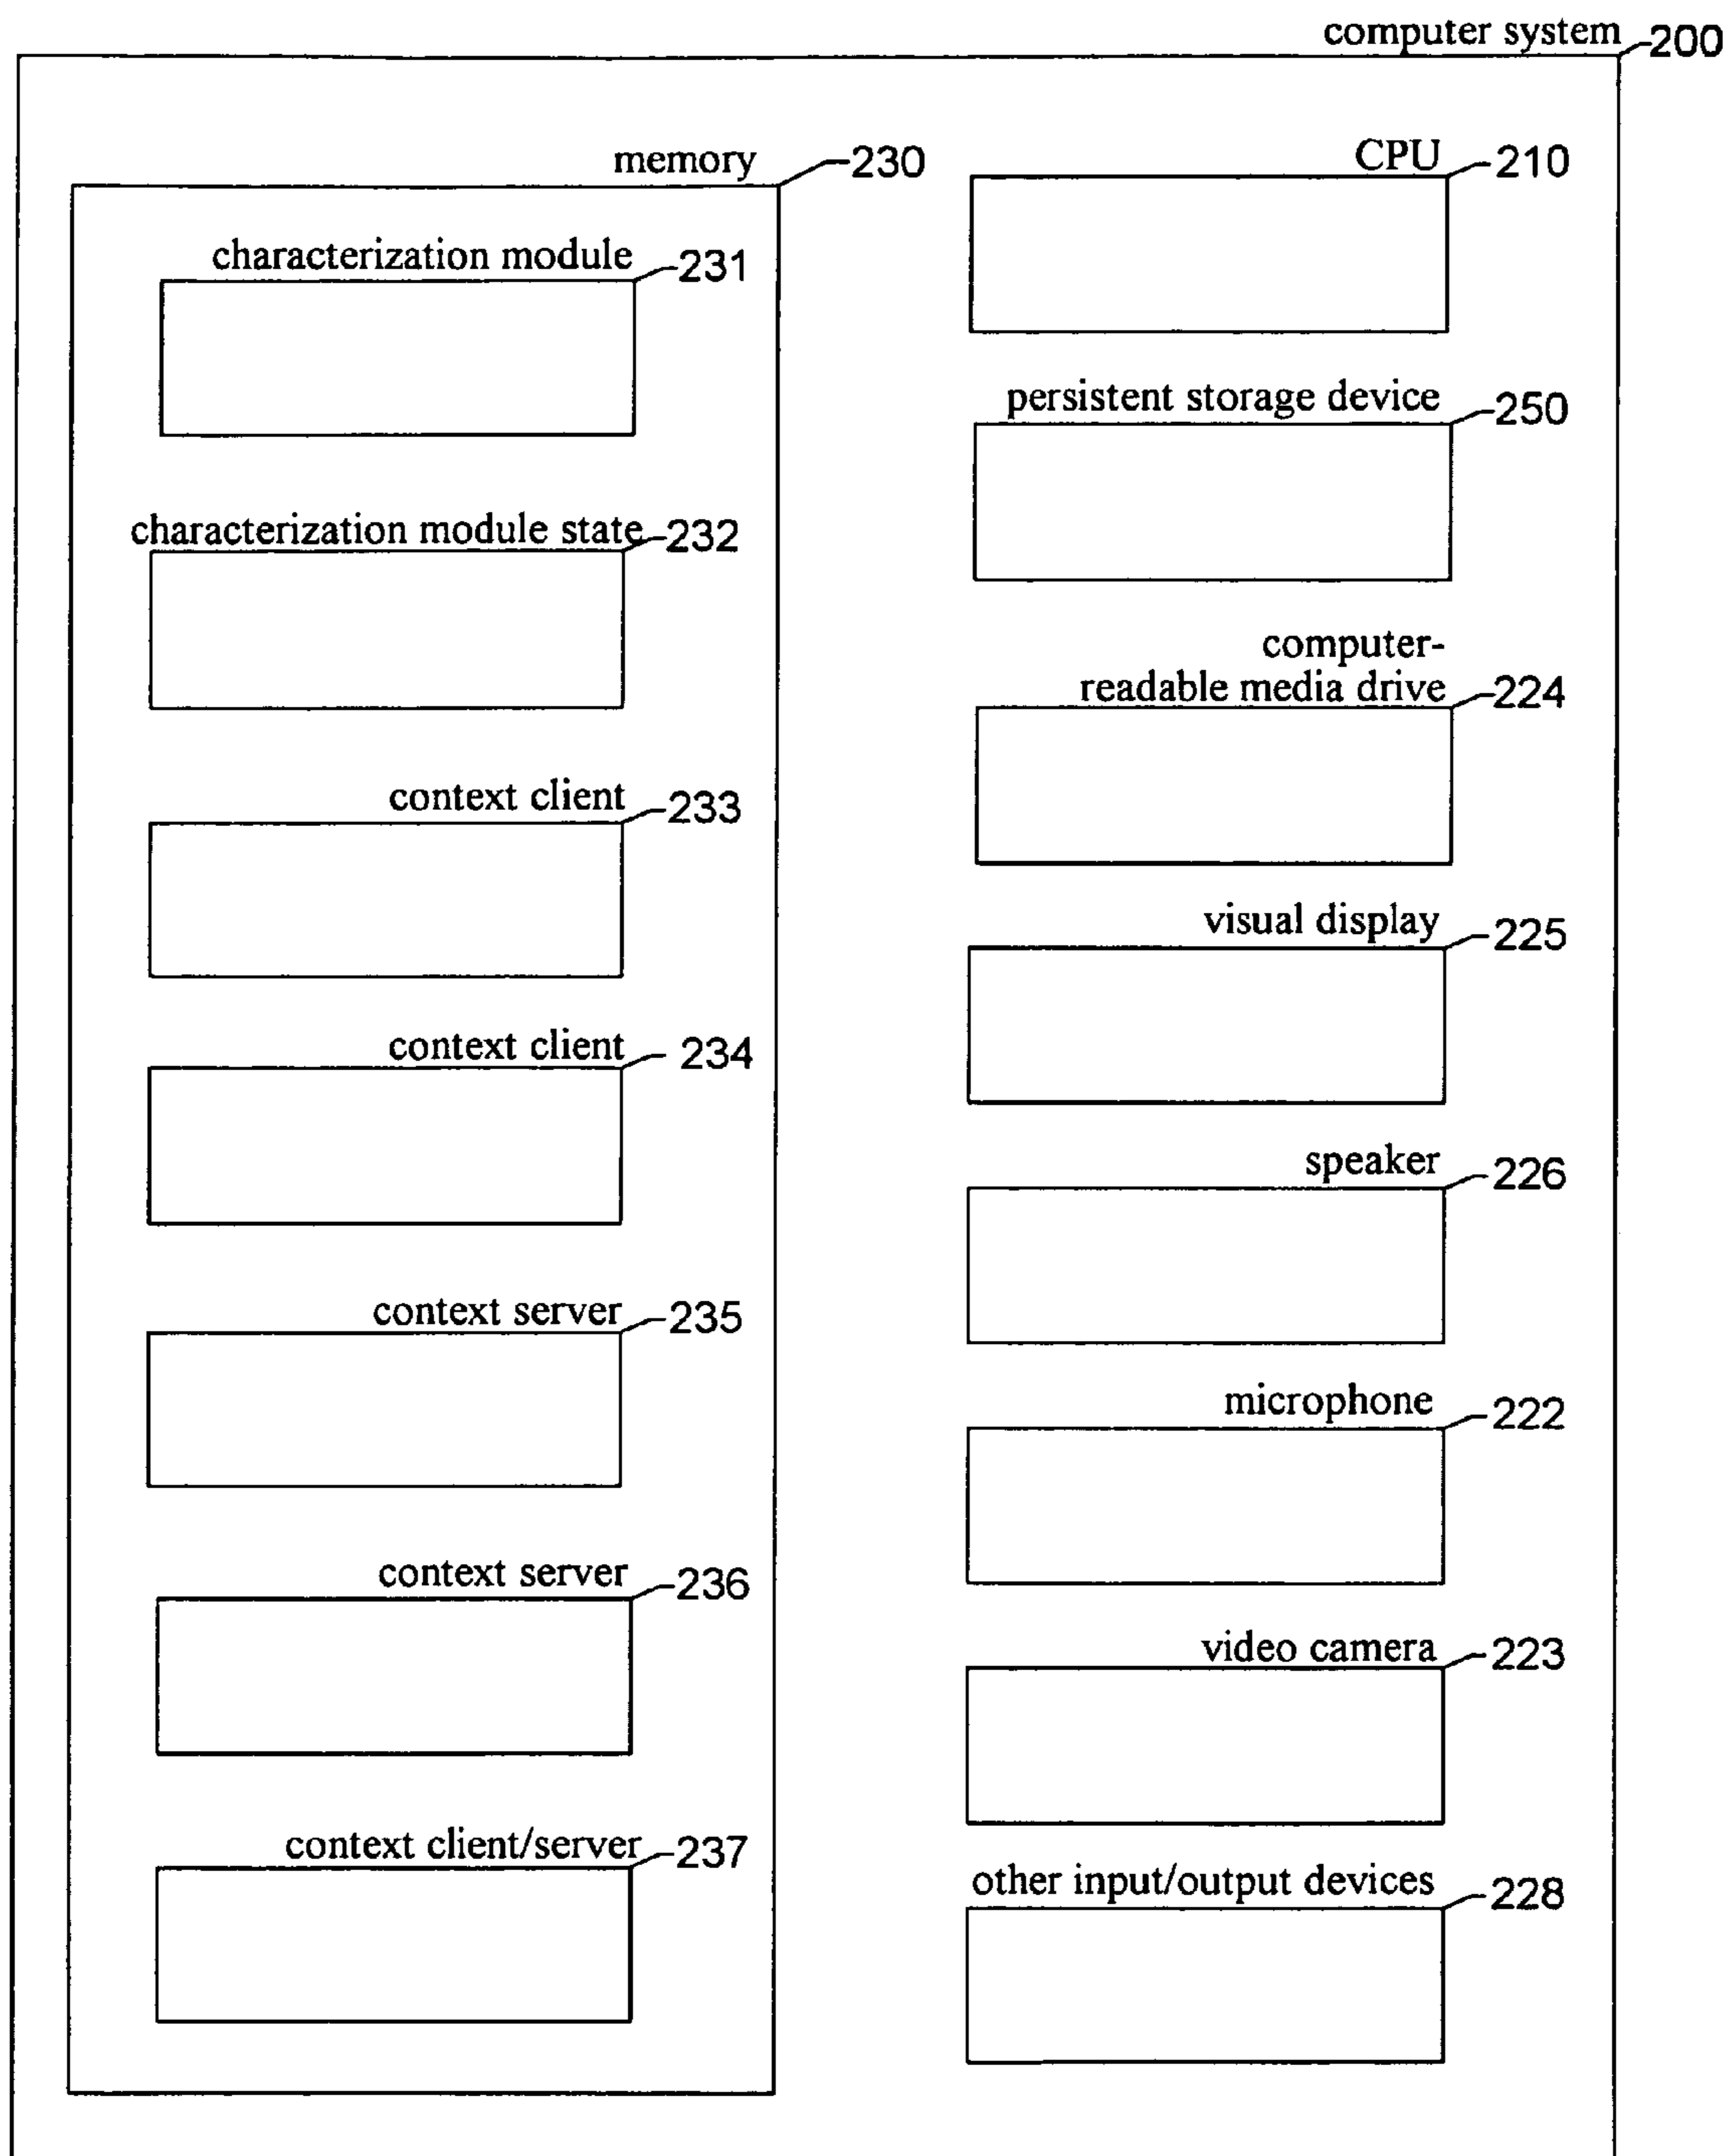 computer system 200
memory 230
characterization module 231
characterization module state 232
context client 233
context client 234
context server 235
context server 236
context client/server 237
CPU 210
persistent storage device 250
computer-
readable media drive 224
visual display 225
speaker 226
microphone 222
video camera 223
other input/output devices 228